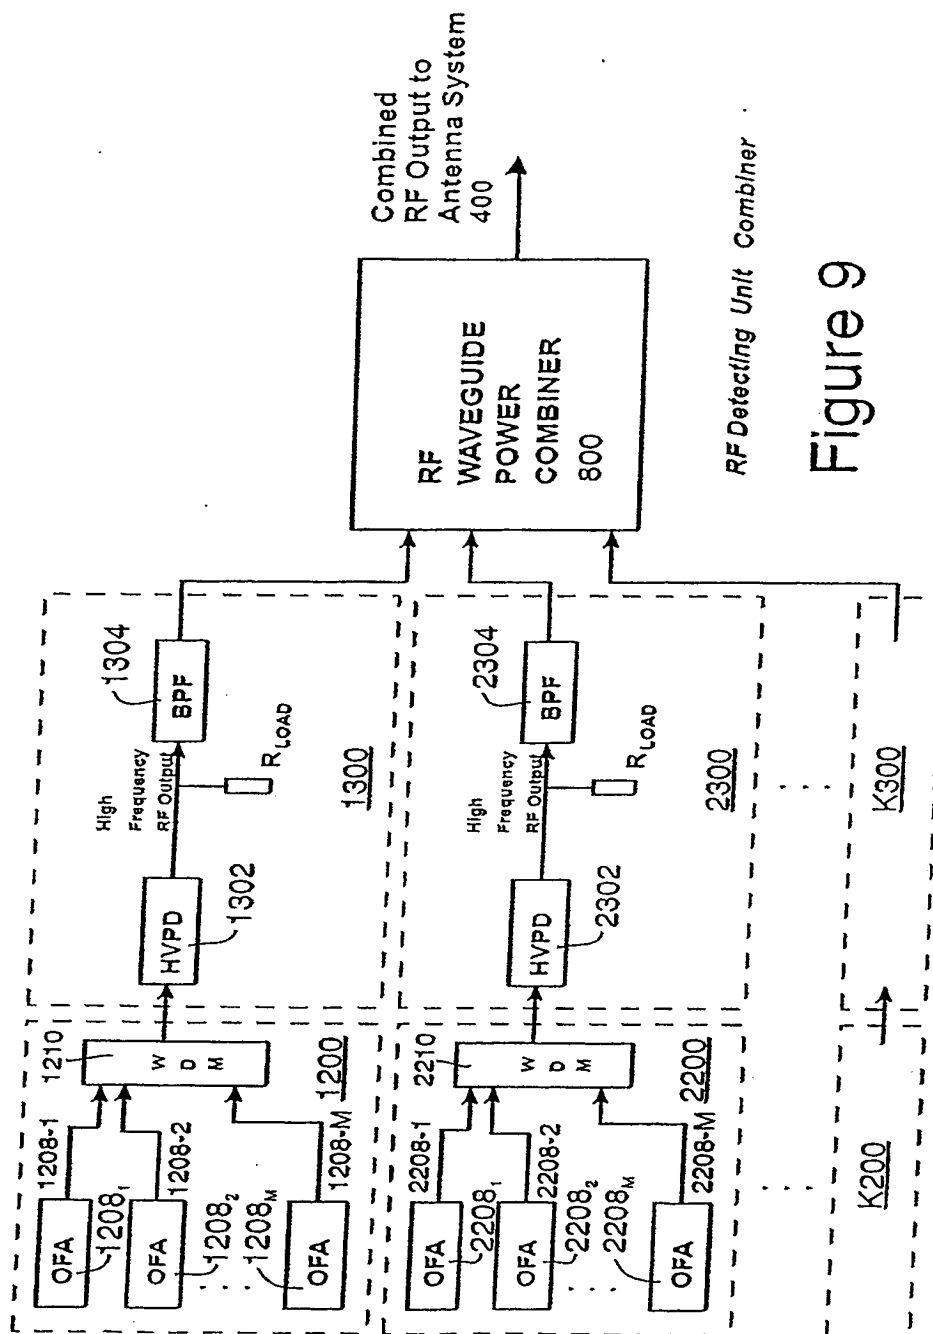 OFA
1208₁
1208-1
OFA
1208₂
1208-2
1208ₘ
OFA
1208-M
1210
W
D
M
1200
HVPD
1302
High
Frequency
RF Output
R LOAD
BPF
1304
1300
OFA
2208₁
2208-1
OFA
2208₂
2208-2
2208ₘ
OFA
2208-M
2210
W
D
M
2200
HVPD
2302
High
Frequency
RF Output
R LOAD
BPF
2304
2300
K200
K300
RF
WAVEGUIDE
POWER
COMBINER
800
Combined
RF Output to
Antenna System
400
RF Detecting Unit Combiner
Figure 9